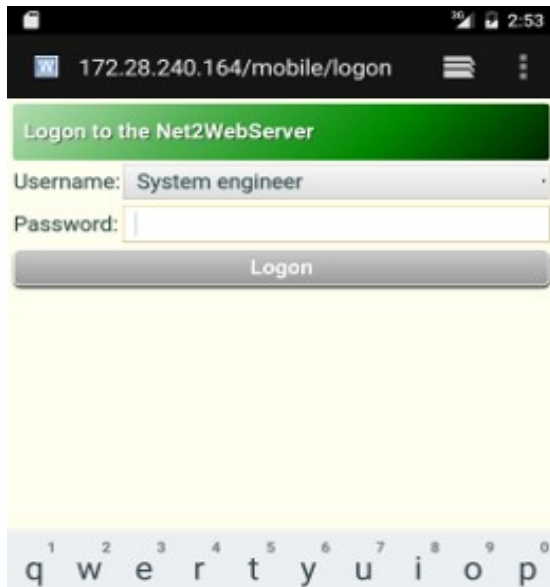 3G 2:53
W 172.28.240.164/mobile/logon
Logon to the Net2WebServer
Username: System engineer
Password:
Logon
1 2 3 4 5 6 7 8 9 0
q w e r t y u i o p